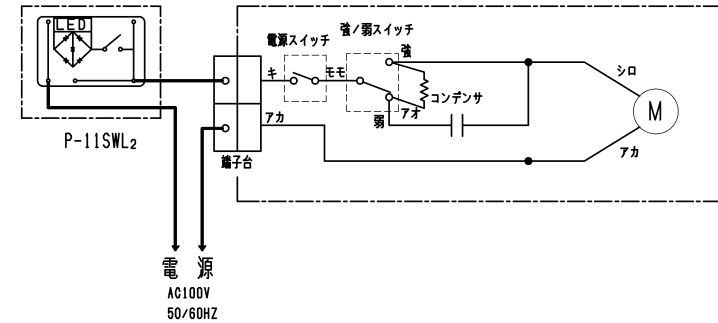 LED
P-11SWL2
電源スイッチ
強/弱スイッチ
強
キ
モモ
シロ
コンデンサ
アオ
弱
アカ
端子台
M
アカ
電源
AC100V
50/60HZ